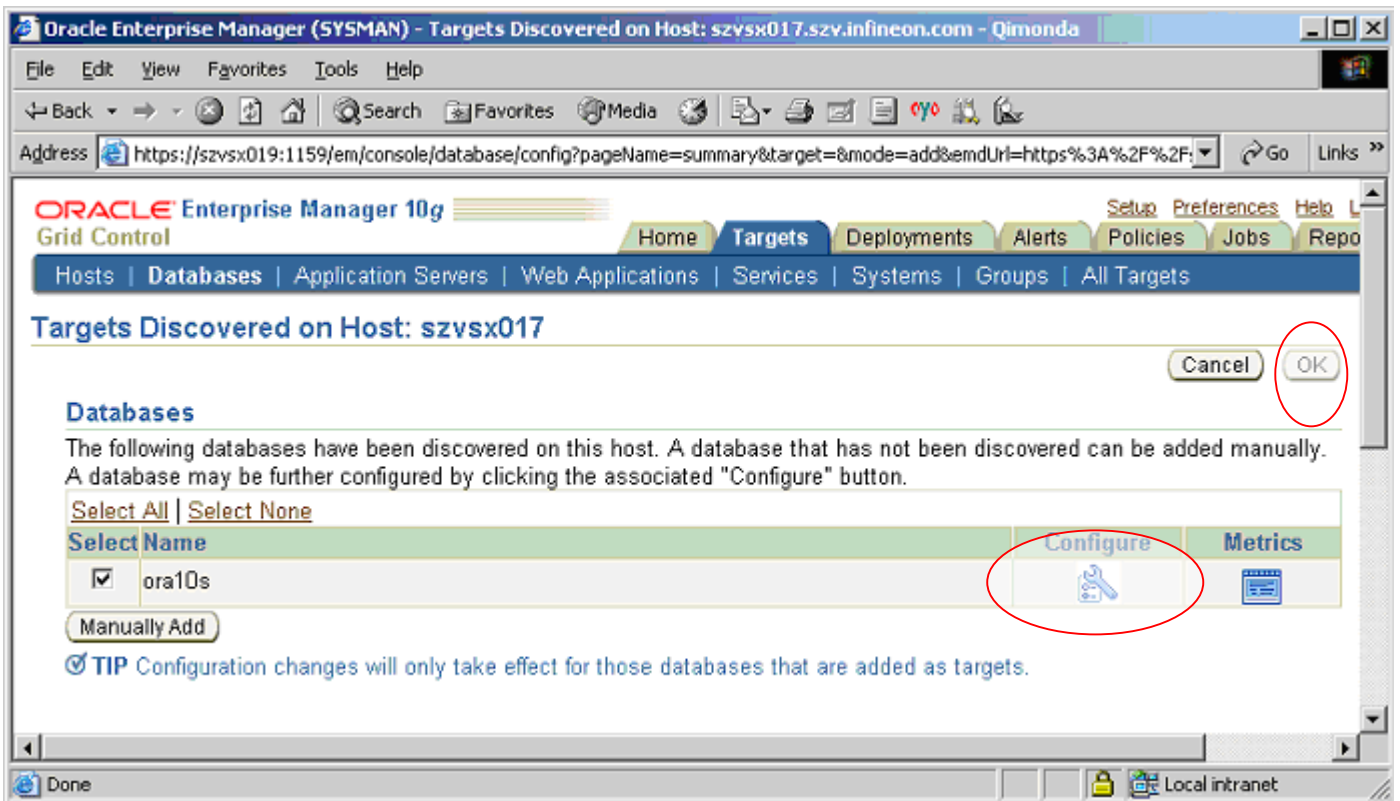 Oracle Enterprise Manager (SYSMAN) - Targets Discovered on Host: szvsx017.szv.infineon.com - Qimonda
File Edit View Favorites Tools Help
Back Search Favorites Media
Address https://szvsx019:1159/em/console/database/config?pageName=summary&target=&mode=add&emdUrl=https%3A%2F%2F: Go Links »
ORACLE Enterprise Manager 10g
Setup Preferences Help L
Grid Control
Home Targets Deployments Alerts Policies Jobs Repo
Hosts | Databases | Application Servers | Web Applications | Services | Systems | Groups | All Targets
Targets Discovered on Host: szvsx017
Cancel OK
Databases
The following databases have been discovered on this host. A database that has not been discovered can be added manually.
A database may be further configured by clicking the associated "Configure" button.
Select All | Select None
Select Name Configure Metrics
ora10s
Manually Add
TIP Configuration changes will only take effect for those databases that are added as targets.
Done Local intranet